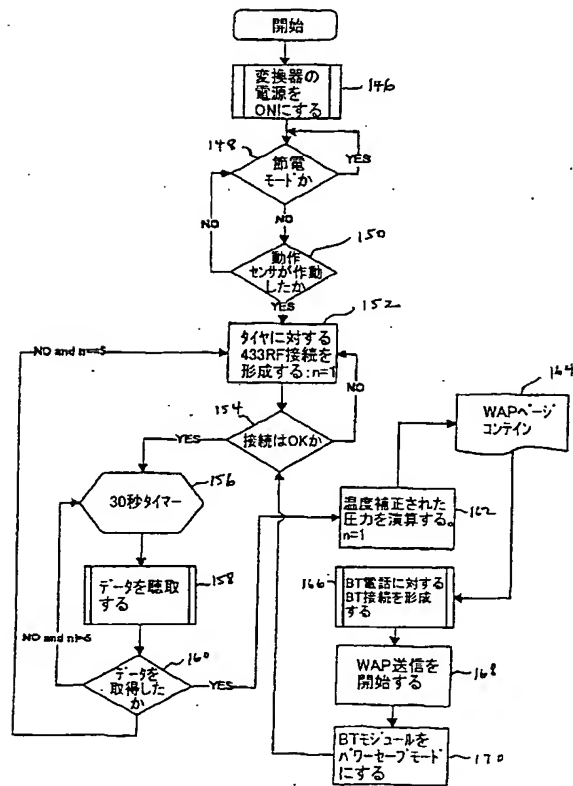 開始
変換器の
電源を
ONにする
146
148
節電
モードか
YES
NO
NO
150
動作
センサが作動
したか
YES
152
タイヤに対する
433RF接続を
形成する:n=1
NO and n==5
NO
154
接続はOKか
YES
164
WAPページ
コンテイン
156
30秒タイマー
温度補正された
圧力を演算する。
n=1
162
158
データを聴取
する
166
BT電話に対する
BT接続を形成
する
NO and n!=5
160
データを
取得した
か
YES
WAP送信を
開始する
168
BTモジュールを
パワーセーブモード
にする
170